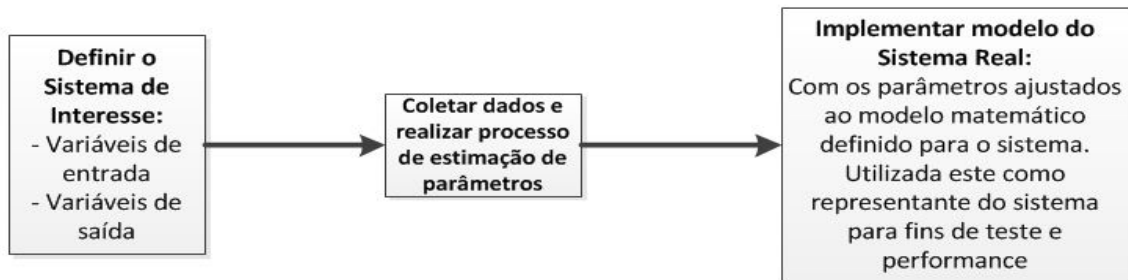 Definir o
Sistema de
Interesse:
- Variáveis de
entrada
- Variáveis de
saída
Coletar dados e
realizar processo
de estimação de
parâmetros
Implementar modelo do
Sistema Real:
Com os parâmetros ajustados
ao modelo matemático
definido para o sistema.
Utilizada este como
representante do sistema
para fins de teste e
performance